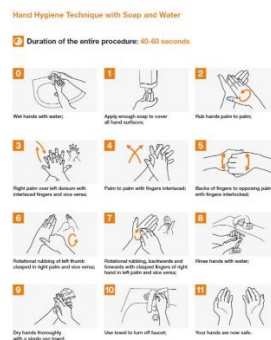 Hand Hygiene Technique with Soap and Water
Duration of the entire procedure: 40-60 seconds
0
Wet hands with water;
1
Apply enough soap to cover
all hand surfaces;
2
Rub hands palm to palm;
3
Right palm over left dorsum with
interlaced fingers and vice versa;
4
Palm to palm with fingers interlaced;
5
Backs of fingers to opposing palms
with fingers interlocked;
6
Rotational rubbing of left thumb
clasped in right palm and vice versa;
7
Rotational rubbing, backwards and
forwards with clasped fingers of right
hand in left palm and vice versa;
8
Rinse hands with water;
9
Dry hands thoroughly
with a single use towel;
10
Use towel to turn off faucet;
11
Your hands are now safe.